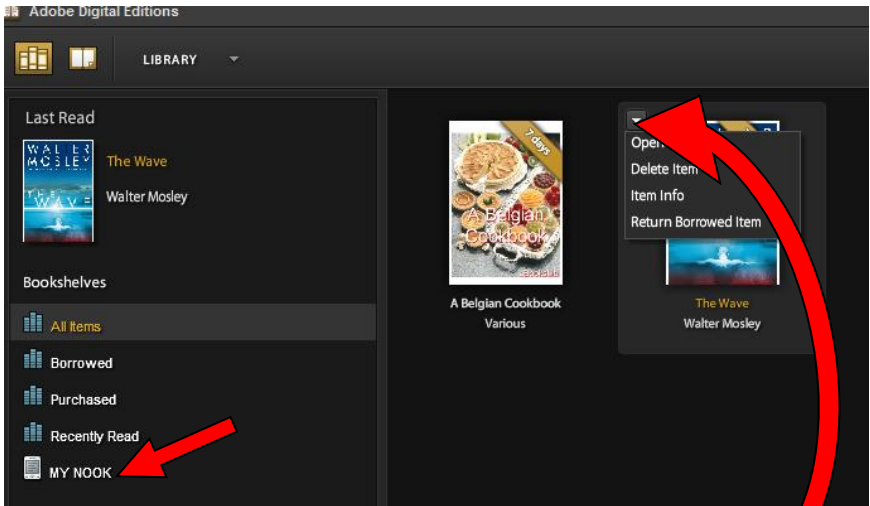 Adobe Digital Editions
LIBRARY
Last Read
WALTER
MOSLEY
THE
WAVE
The Wave
Walter Mosley
Bookshelves
All Items
Borrowed
Purchased
Recently Read
MY NOOK
7 days
A Belgian
Cookbook
A Belgian Cookbook
Various
Open
Delete Item
Item Info
Return Borrowed Item
The Wave
Walter Mosley